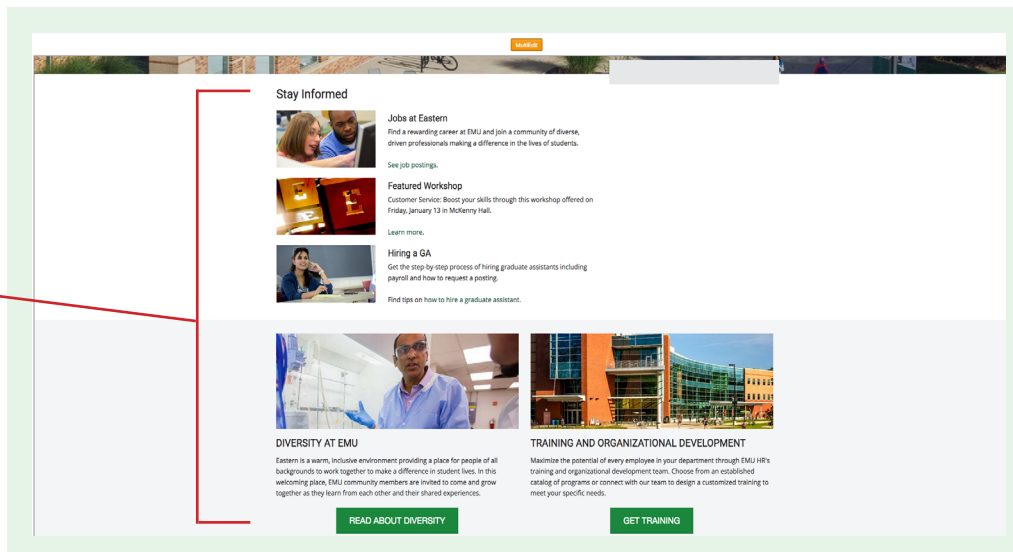 MultiEdit
Stay Informed
Jobs at Eastern
Find a rewarding career at EMU and join a community of diverse,
driven professionals making a difference in the lives of students.
See job postings.
Featured Workshop
Customer Service: Boost your skills through this workshop offered on
Friday, January 13 in McKenny Hall.
Learn more.
Hiring a GA
Get the step-by-step process of hiring graduate assistants including
payroll and how to request a posting.
Find tips on how to hire a graduate assistant.
DIVERSITY AT EMU
Eastern is a warm, inclusive environment providing a place for people of all
backgrounds to work together to make a difference in student lives. In this
welcoming place, EMU community members are invited to come and grow
together as they learn from each other and their shared experiences.
READ ABOUT DIVERSITY
TRAINING AND ORGANIZATIONAL DEVELOPMENT
Maximize the potential of every employee in your department through EMU HR's
training and organizational development team. Choose from an established
catalog of programs or connect with our team to design a customized training to
meet your specific needs.
GET TRAINING